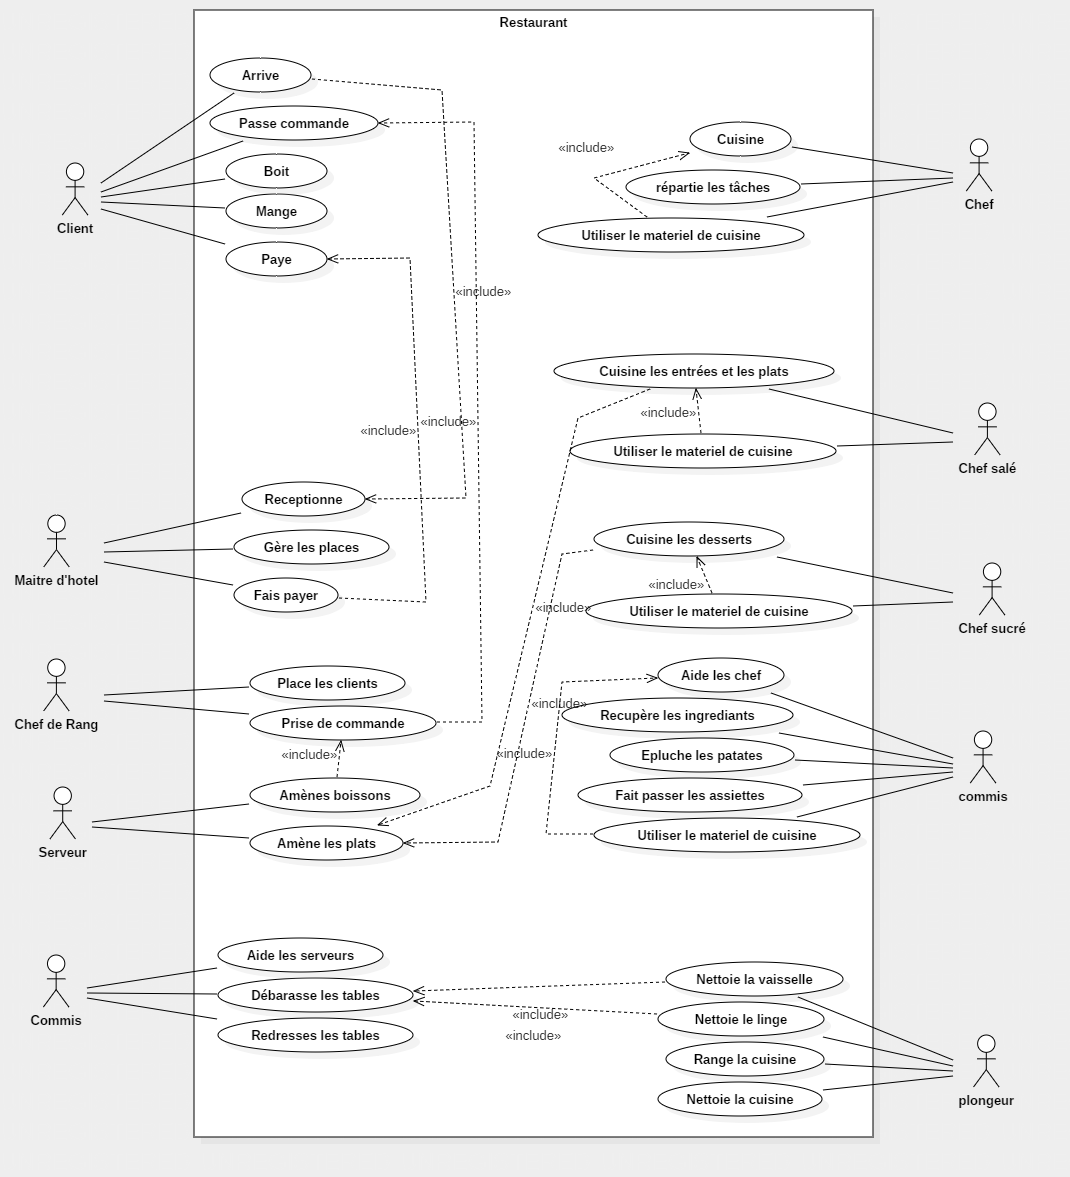 Restaurant
Arrive
Passe commande
Boit
Mange
Paye
Client
Cuisine
répartie les tâches
Utiliser le materiel de cuisine
«include»
Chef
«include»
«include»
«include»
Cuisine les entrées et les plats
«include»
Utiliser le materiel de cuisine
Chef salé
Receptionne
Gère les places
Fais payer
Maitre d'hotel
Cuisine les desserts
«include»
Utiliser le materiel de cuisine
«include»
Chef sucré
Place les clients
Prise de commande
Chef de Rang
«include»
Amènes boissons
Amène les plats
Serveur
Aide les chef
«include»
Recupère les ingrediants
«include»
Epluche les patates
Fait passer les assiettes
Utiliser le materiel de cuisine
commis
Aide les serveurs
Débarasse les tables
Redresses les tables
Commis
Nettoie la vaisselle
«include»
Nettoie le linge
«include»
Range la cuisine
Nettoie la cuisine
plongeur